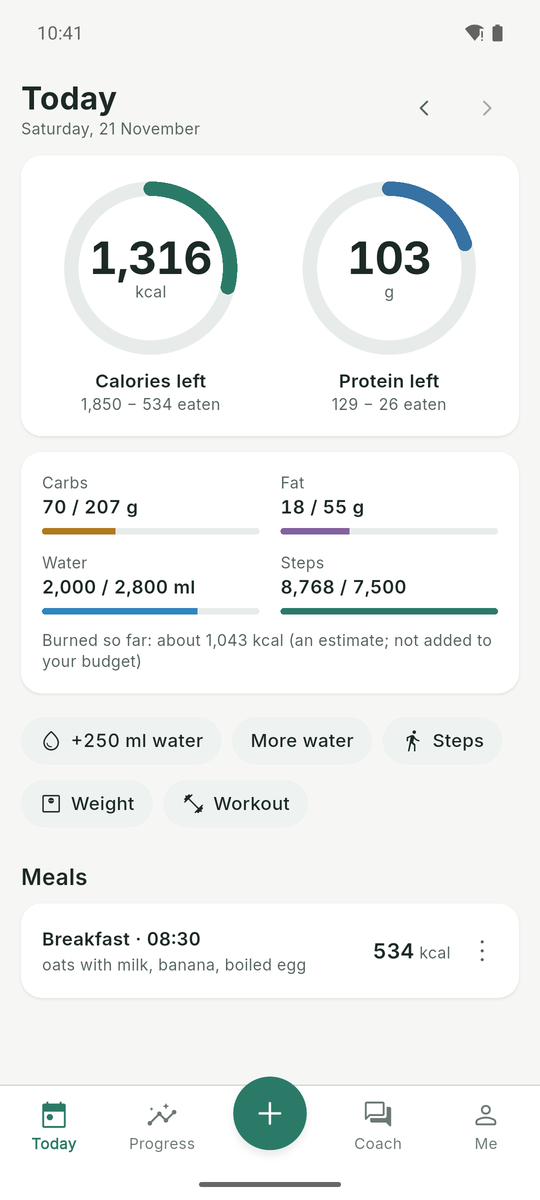 10:41
Today
Saturday, 21 November
1,316
kcal
Calories left
1,850 − 534 eaten
103
g
Protein left
129 − 26 eaten
Carbs
70 / 207 g
Fat
18 / 55 g
Water
2,000 / 2,800 ml
Steps
8,768 / 7,500
Burned so far: about 1,043 kcal (an estimate; not added to
your budget)
+250 ml water
More water
Steps
Weight
Workout
Meals
Breakfast · 08:30
oats with milk, banana, boiled egg
534 kcal
Today
Progress
Coach
Me